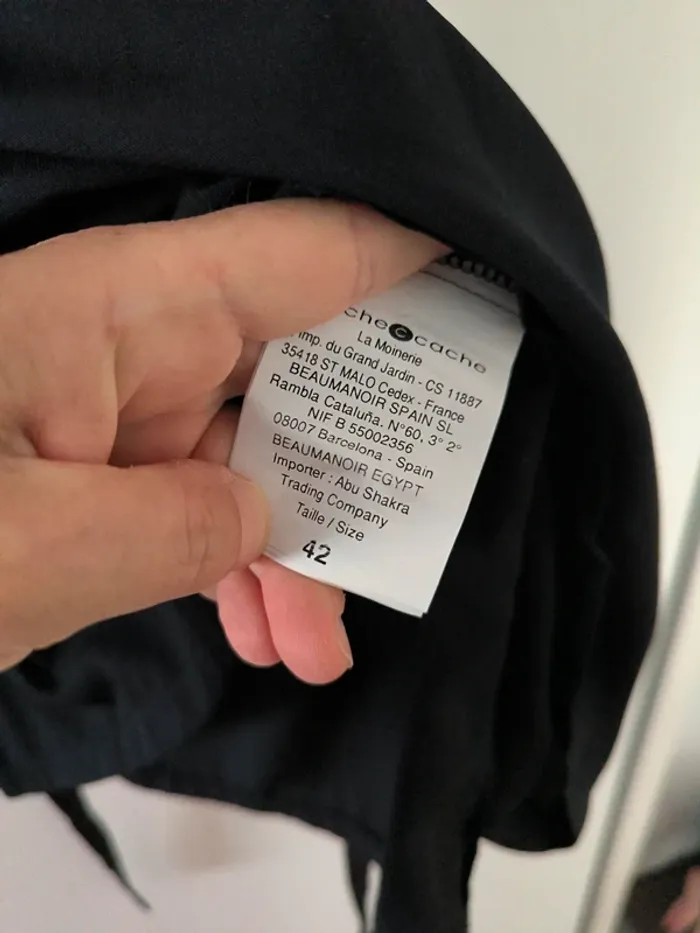 che c cache
La Moinerie
imp. du Grand Jardin - CS 11887
35418 ST MALO Cedex - France
BEAUMANOIR SPAIN SL
Rambla Cataluña, N°60, 3° 2°
NIF B 55002356
08007 Barcelona - Spain
BEAUMANOIR EGYPT
Importer : Abu Shakra
Trading Company
Taille / Size
42